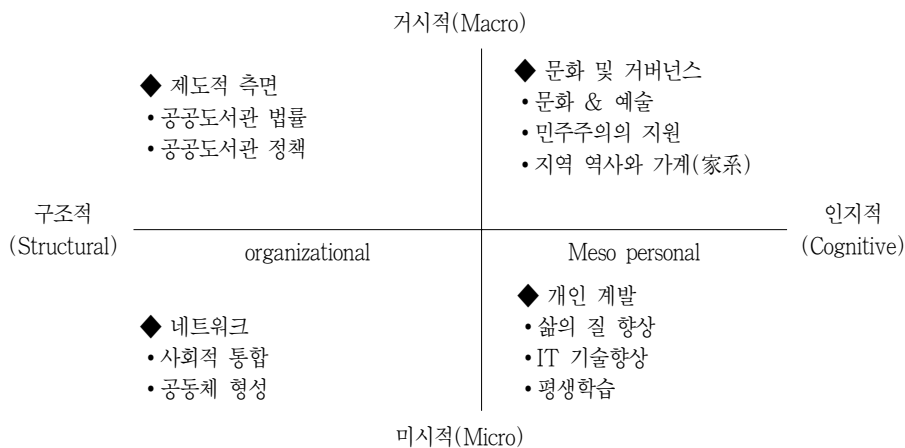 거시적(Macro)
◆ 제도적 측면
• 공공도서관 법률
• 공공도서관 정책
◆ 문화 및 거버넌스
• 문화 & 예술
• 민주주의의 지원
• 지역 역사와 가계(家系)
구조적
(Structural)
인지적
(Cognitive)
organizational
Meso personal
◆ 네트워크
• 사회적 통합
• 공동체 형성
◆ 개인 계발
• 삶의 질 향상
• IT 기술향상
• 평생학습
미시적(Micro)